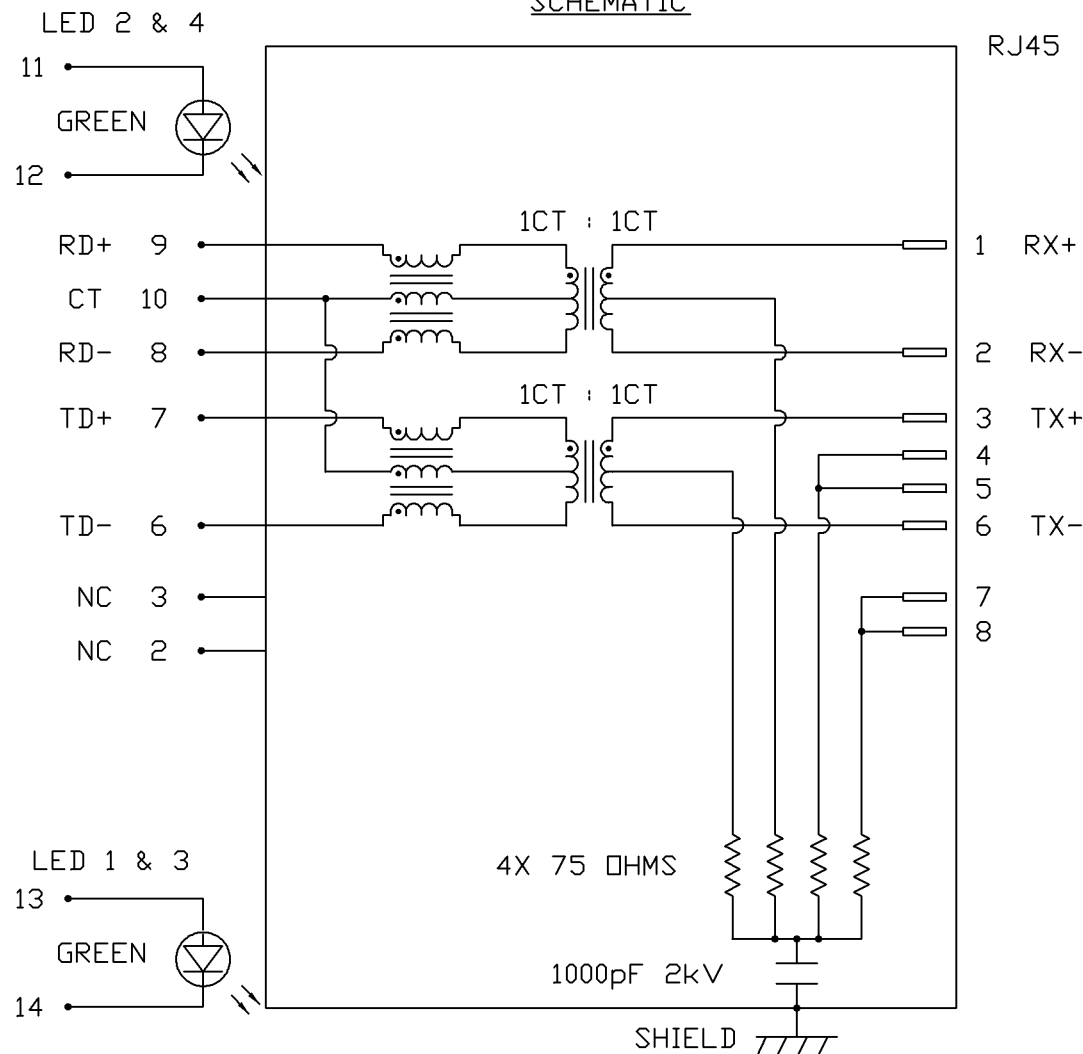 SCHEMATIC
LED 2 & 4
RJ45
11
GREEN
12
1CT : 1CT
RD+ 9
1 RX+
CT 10
RD- 8
2 RX-
1CT : 1CT
TD+ 7
3 TX+
4
5
TD- 6
6 TX-
NC 3
7
NC 2
8
LED 1 & 3
4X 75 OHMS
13
GREEN
1000pF 2kV
14
SHIELD